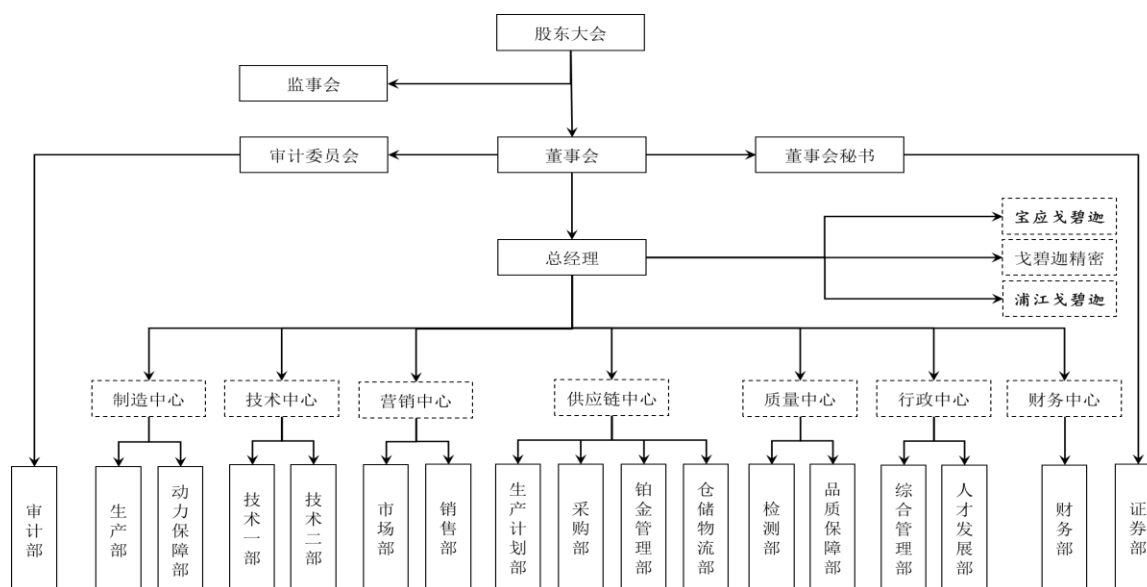 股东大会
监事会
审计委员会
董事会
董事会秘书
宝应戈碧迦
总经理
戈碧迦精密
浦江戈碧迦
制造中心
技术中心
营销中心
供应链中心
质量中心
行政中心
财务中心
审计部
生产部
动力保障部
技术一部
技术二部
市场部
销售部
生产计划部
采购部
铂金管理部
仓储物流部
检测部
品质保障部
综合管理部
人才发展部
财务部
证券部